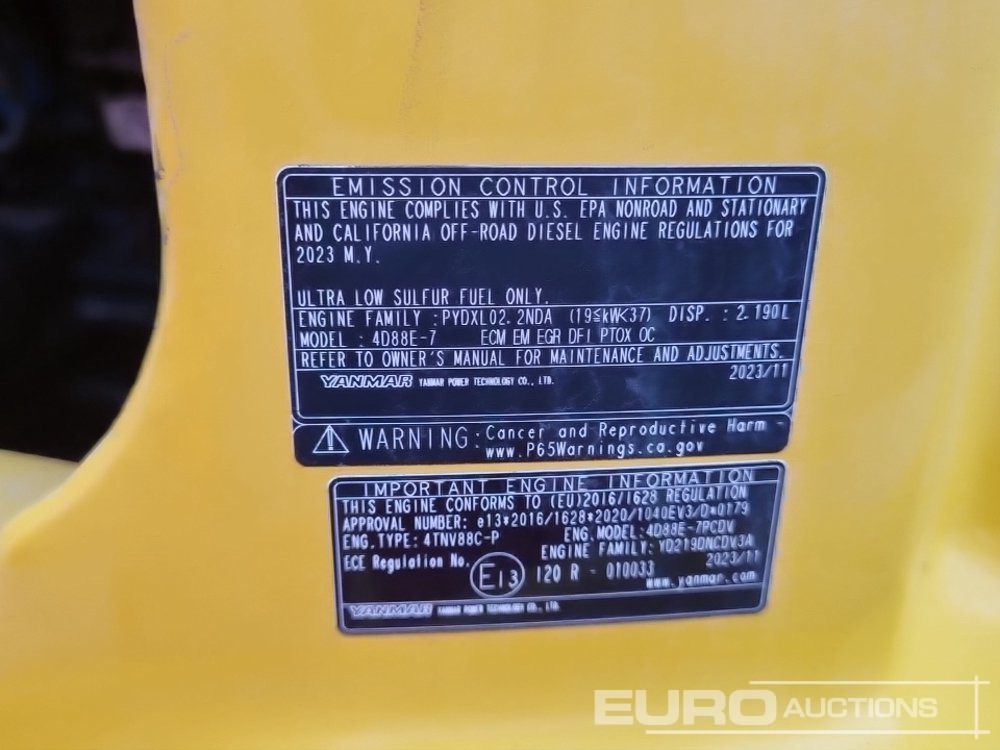 EMISSION CONTROL INFORMATION
THIS ENGINE COMPLIES WITH U.S. EPA NONROAD AND STATIONARY
AND CALIFORNIA OFF-ROAD DIESEL ENGINE REGULATIONS FOR
2023 M.Y.
ULTRA LOW SULFUR FUEL ONLY.
ENGINE FAMILY :PYDXL02.2NDA (19≦kW<37) DISP. : 2.190L
MODEL : 4D88E-7 ECM EM EGR DFI PTOX OC
REFER TO OWNER'S MANUAL FOR MAINTENANCE AND ADJUSTMENTS.
2023/11
YANMAR YANMAR POWER TECHNOLOGY CO., LTD.
WARNING: Cancer and Reproductive Harm
www.P65Warnings.ca.gov
IMPORTANT ENGINE INFORMATION
THIS ENGINE CONFORMS TO (EU)2016/1628 REGULATION
APPROVAL NUMBER: e13*2016/1628*2020/1040EV3/D*0179
ENG.TYPE: 4TNV88C-P ENG.MODEL:4D88E-7PCDV
ENGINE FAMILY: YD219DNCDV3A
ECE Regulation No. E13 120 R - 010033 2023/11
www.yanmar.com
YANMAR YANMAR POWER TECHNOLOGY CO., LTD.
EURO AUCTIONS